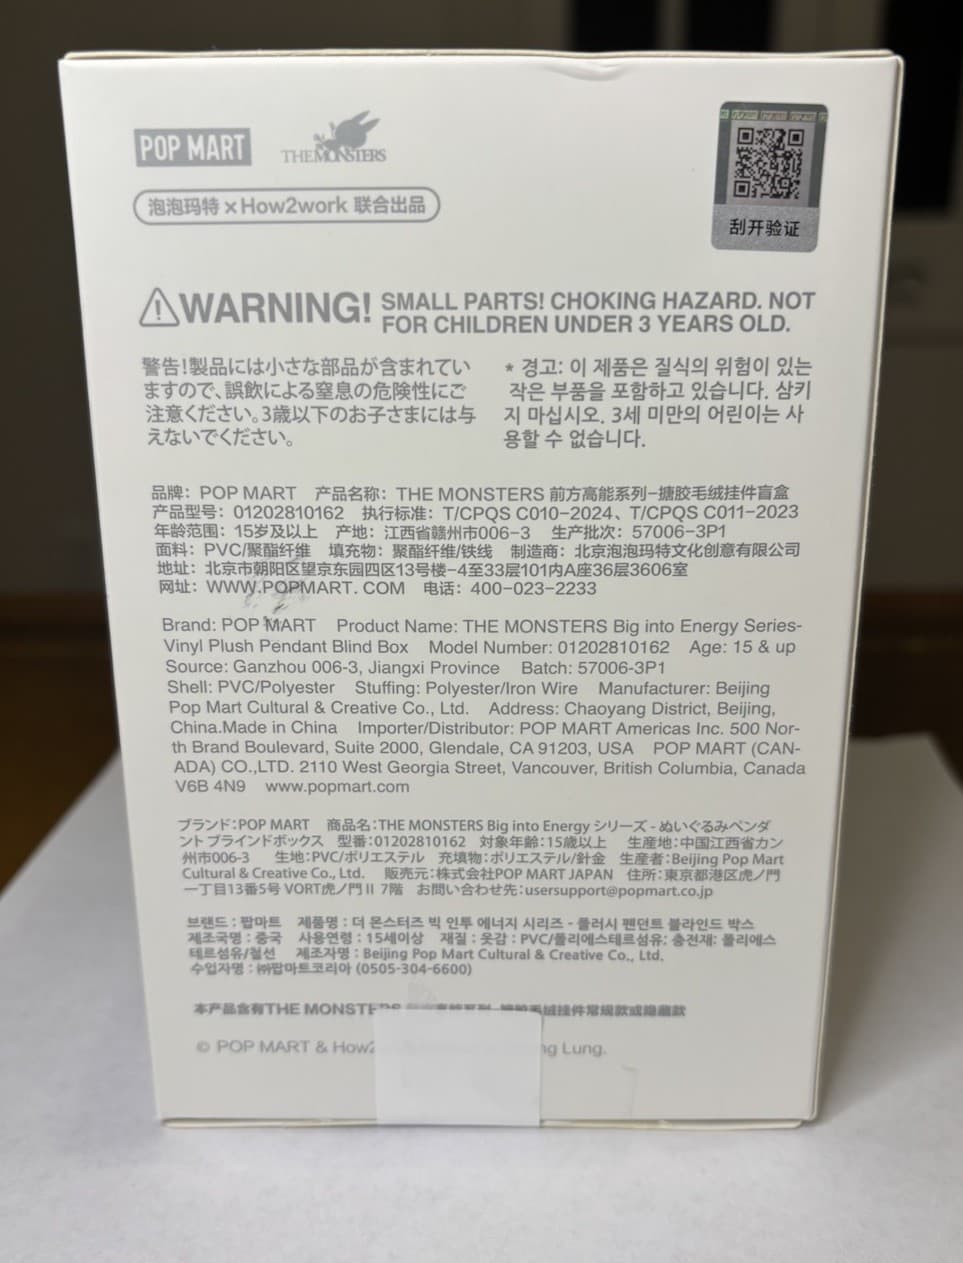 POP MART
THE MONSTERS
泡泡玛特×How2work 联合出品
刮开验证
WARNING! SMALL PARTS! CHOKING HAZARD. NOT
FOR CHILDREN UNDER 3 YEARS OLD.
警告!製品には小さな部品が含まれてい
ますので、誤飲による窒息の危険性にご
注意ください。3歳以下のお子さまには与
えないでください。
* 경고: 이 제품은 질식의 위험이 있는
작은 부품을 포함하고 있습니다. 삼키
지 마십시오. 3세 미만의 어린이는 사
용할 수 없습니다.
品牌: POP MART 产品名称: THE MONSTERS 前方高能系列-搪胶毛绒挂件盲盒
产品型号: 01202810162 执行标准: T/CPQS C010-2024、T/CPQS C011-2023
年龄范围: 15岁及以上 产地: 江西省赣州市006-3 生产批次: 57006-3P1
面料: PVC/聚酯纤维 填充物: 聚酯纤维/铁线 制造商: 北京泡泡玛特文化创意有限公司
地址: 北京市朝阳区望京东园四区13号楼-4至33层101内A座36层3606室
网址: WWW.POPMART.COM 电话: 400-023-2233
Brand: POP MART Product Name: THE MONSTERS Big into Energy Series-
Vinyl Plush Pendant Blind Box Model Number: 01202810162 Age: 15 & up
Source: Ganzhou 006-3, Jiangxi Province Batch: 57006-3P1
Shell: PVC/Polyester Stuffing: Polyester/Iron Wire Manufacturer: Beijing
Pop Mart Cultural & Creative Co., Ltd. Address: Chaoyang District, Beijing,
China.Made in China Importer/Distributor: POP MART Americas Inc. 500 Nor-
th Brand Boulevard, Suite 2000, Glendale, CA 91203, USA POP MART (CAN-
ADA) CO.,LTD. 2110 West Georgia Street, Vancouver, British Columbia, Canada
V6B 4N9 www.popmart.com
ブランド:POP MART 商品名:THE MONSTERS Big into Energy シリーズ - ぬいぐるみペンダ
ント ブラインドボックス 型番:01202810162 対象年齢:15歳以上 生産地:中国江西省カン
州市006-3 生地:PVC/ポリエステル 充填物:ポリエステル/針金 生産者:Beijing Pop Mart
Cultural & Creative Co., Ltd. 販売元:株式会社POP MART JAPAN 住所:東京都港区虎ノ門
一丁目13番5号 VORT虎ノ門 II 7階 お問い合わせ先:usersupport@popmart.co.jp
브랜드 : 팝마트 제품명 : 더 몬스터즈 빅 인투 에너지 시리즈 - 플러시 펜던트 블라인드 박스
제조국명 : 중국 사용연령 : 15세이상 재질 : 옷감 : PVC/폴리에스테르섬유: 충전재: 폴리에스
테르섬유/철선 제조자명 : Beijing Pop Mart Cultural & Creative Co., Ltd.
수입자명 : ㈜팝마트코리아 (0505-304-6600)
本产品含有THE MONSTERS 挂件常规款或隐藏款
© POP MART & Lung.